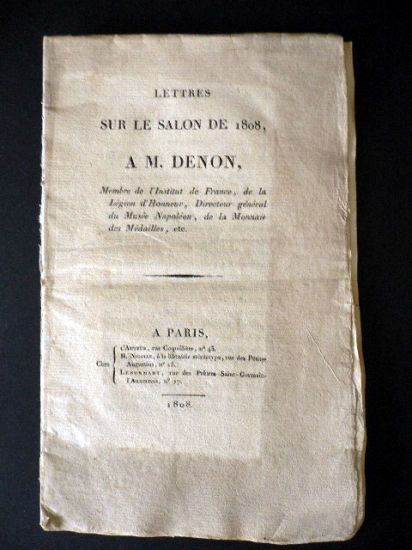 LETTRES
SUR LE SALON DE 1808,
A M. DENON,
Membre de l'Institut de France, de la
Légion d'Honneur, Directeur général
du Musée Napoléon, de la Monnaie
des Médailles, etc.
A PARIS,
Chez
L'AUTEUR, rue Coquillière, n° 43.
H. NICOLLE, à la librairie stéréotype, rue des Petits-
Augustins, n° 15.
LENORMANT, rue des Prêtres-Saint-Germain-
l'Auxerrois, n° 17.
1808.